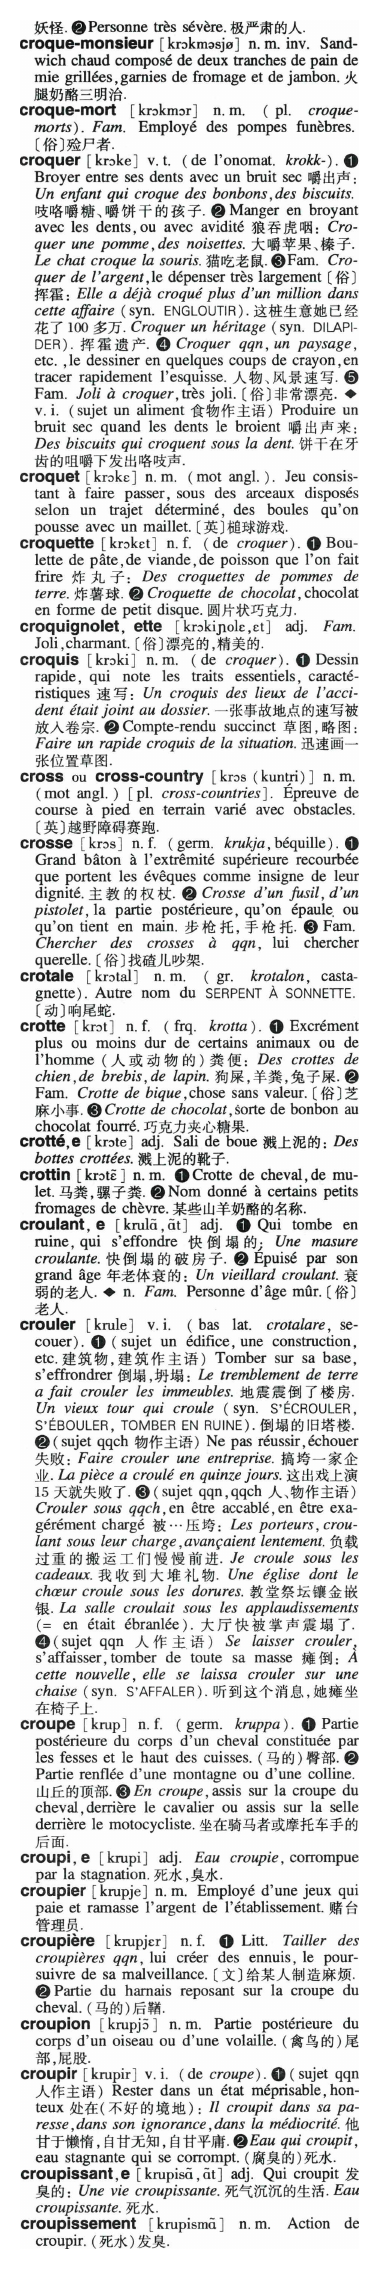 妖怪. ❷Personne très sévère. 极严肃的人.
croque-monsieur [krɔkməsjø] n. m. inv. Sand-
wich chaud composé de deux tranches de pain de
mie grillées,garnies de fromage et de jambon. 火
腿奶酪三明治.
croque-mort [krɔkmɔr] n. m. ( pl. croque-
morts). Fam. Employé des pompes funèbres.
〔俗〕殓尸者.
croquer [krɔke] v. t. (de l'onomat. krokk-). ❶
Broyer entre ses dents avec un bruit sec 嚼出声:
Un enfant qui croque des bonbons,des biscuits.
吱咯嚼糖、嚼饼干的孩子. ❷Manger en broyant
avec les dents,ou avec avidité 狼吞虎咽: Cro-
quer une pomme,des noisettes. 大嚼苹果、榛子.
Le chat croque la souris. 猫吃老鼠. ❸Fam. Cro-
quer de l'argent,le dépenser très largement〔俗〕
挥霍: Elle a déjà croqué plus d'un million dans
cette affaire (syn. ENGLOUTIR). 这桩生意她已经
花了 100 多万. Croquer un héritage (syn. DILAPI-
DER). 挥霍遗产. ❹ Croquer qqn, un paysage,
etc. ,le dessiner en quelques coups de crayon,en
tracer rapidement l'esquisse. 人物、风景速写. ❺
Fam. Joli à croquer,très joli.〔俗〕非常漂亮. ◆
v. i. (sujet un aliment 食物作主语) Produire un
bruit sec quand les dents le broient 嚼出声来:
Des biscuits qui croquent sous la dent. 饼干在牙
齿的咀嚼下发出咯吱声.
croquet [krɔkɛ] n. m. (mot angl. ). Jeu consis-
tant à faire passer, sous des arceaux disposés
selon un trajet déterminé, des boules qu'on
pousse avec un maillet.〔英〕槌球游戏.
croquette [krɔkɛt] n. f. (de croquer). ❶ Bou-
lette de pâte,de viande,de poisson que l'on fait
frire 炸丸子: Des croquettes de pommes de
terre. 炸薯球. ❷ Croquette de chocolat,chocolat
en forme de petit disque. 圆片状巧克力.
croquignolet, ette [krɔkiɲɔlɛ,ɛt] adj. Fam.
Joli,charmant.〔俗〕漂亮的,精美的.
croquis [krɔki] n. m. (de croquer). ❶ Dessin
rapide, qui note les traits essentiels, caracté-
ristiques 速写: Un croquis des lieux de l'acci-
dent était joint au dossier. 一张事故地点的速写被
放入卷宗. ❷Compte-rendu succinct 草图,略图:
Faire un rapide croquis de la situation. 迅速画一
张位置草图.
cross ou cross-country [krɔs (kuntri)] n. m.
(mot angl. ) [pl. cross-countries]. Épreuve de
course à pied en terrain varié avec obstacles.
〔英〕越野障碍赛跑.
crosse [krɔs] n. f. (germ. krukja,béquille). ❶
Grand bâton à l'extrêmité supérieure recourbée
que portent les évêques comme insigne de leur
dignité. 主教的权杖. ❷ Crosse d'un fusil, d'un
pistolet, la partie postérieure, qu'on épaule ou
qu'on tient en main. 步枪托,手枪托. ❸ Fam.
Chercher des crosses à qqn, lui chercher
querelle.〔俗〕找碴儿吵架.
crotale [krɔtal] n. m. ( gr. krotalon, casta-
gnette). Autre nom du SERPENT À SONNETTE.
〔动〕响尾蛇.
crotte [krɔt] n. f. (frq. krotta). ❶ Excrément
plus ou moins dur de certains animaux ou de
l'homme (人或动物的)粪便: Des crottes de
chien,de brebis,de lapin. 狗屎,羊粪,兔子屎. ❷
Fam. Crotte de bique,chose sans valeur.〔俗〕芝
麻小事. ❸Crotte de chocolat,sorte de bonbon au
chocolat fourré. 巧克力夹心糖果.
crotté,e [krɔte] adj. Sali de boue 溅上泥的: Des
bottes crottées. 溅上泥的靴子.
crottin [krɔtɛ̃] n. m. ❶Crotte de cheval,de mu-
let. 马粪,骡子粪. ❷Nom donné à certains petits
fromages de chèvre. 某些山羊奶酪的名称.
croulant, e [krulɑ̃,ɑ̃t] adj. ❶ Qui tombe en
ruine, qui s'effondre 快倒塌的: Une masure
croulante. 快倒塌的破房子. ❷ Épuisé par son
grand âge 年老体衰的: Un vieillard croulant. 衰
弱的老人. ◆ n. Fam. Personne d'âge mûr.〔俗〕
老人.
crouler [krule] v. i. ( bas lat. crotalare, se-
couer). ❶ (sujet un édifice, une construction,
etc. 建筑物,建筑作主语) Tomber sur sa base,
s'effrondrer 倒塌,坍塌: Le tremblement de terre
a fait crouler les immeubles. 地震震倒了楼房.
Un vieux tour qui croule (syn. S'ÉCROULER,
S'ÉBOULER, TOMBER EN RUINE). 倒塌的旧塔楼.
❷(sujet qqch 物作主语) Ne pas réussir,échouer
失败: Faire crouler une entreprise. 搞垮一家企
业. La pièce a croulé en quinze jours. 这出戏上演
15 天就失败了. ❸ (sujet qqn,qqch 人、物作主语)
Crouler sous qqch,en être accablé,en être exa-
gérément chargé 被…压垮: Les porteurs, crou-
lant sous leur charge,avançaient lentement. 负载
过重的搬运工们慢慢前进. Je croule sous les
cadeaux. 我收到大堆礼物. Une église dont le
chœur croule sous les dorures. 教堂祭坛镶金嵌
银. La salle croulait sous les applaudissements
(= en était ébranlée). 大厅快被掌声震塌了.
❹(sujet qqn 人作主语) Se laisser crouler,
s'affaisser,tomber de toute sa masse 瘫倒: À
cette nouvelle, elle se laissa crouler sur une
chaise (syn. S'AFFALER). 听到这个消息,她瘫坐
在椅子上.
croupe [krup] n. f. (germ. kruppa). ❶ Partie
postérieure du corps d'un cheval constituée par
les fesses et le haut des cuisses. (马的)臀部. ❷
Partie renflée d'une montagne ou d'une colline.
山丘的顶部. ❸ En croupe,assis sur la croupe du
cheval,derrière le cavalier ou assis sur la selle
derrière le motocycliste. 坐在骑马者或摩托车手的
后面.
croupi, e [krupi] adj. Eau croupie, corrompue
par la stagnation. 死水,臭水.
croupier [krupje] n. m. Employé d'une jeux qui
paie et ramasse l'argent de l'établissement. 赌台
管理员.
croupière [krupjɛr] n. f. ❶ Litt. Tailler des
croupières qqn, lui créer des ennuis, le pour-
suivre de sa malveillance.〔文〕给某人制造麻烦.
❷Partie du harnais reposant sur la croupe du
cheval. (马的)后鞧.
croupion [krupjɔ̃] n. m. Partie postérieure du
corps d'un oiseau ou d'une volaille. (禽鸟的)尾
部,屁股.
croupir [krupir] v. i. (de croupe). ❶(sujet qqn
人作主语) Rester dans un état méprisable,hon-
teux 处在(不好的境地): Il croupit dans sa pa-
resse,dans son ignorance,dans la médiocrité. 他
甘于懒惰,自甘无知,自甘平庸. ❷Eau qui croupit,
eau stagnante qui se corrompt. (腐臭的)死水.
croupissant,e [krupisɑ̃,ɑ̃t] adj. Qui croupit 发
臭的: Une vie croupissante. 死气沉沉的生活. Eau
croupissante. 死水.
croupissement [krupismɑ̃] n. m. Action de
croupir. (死水)发臭.